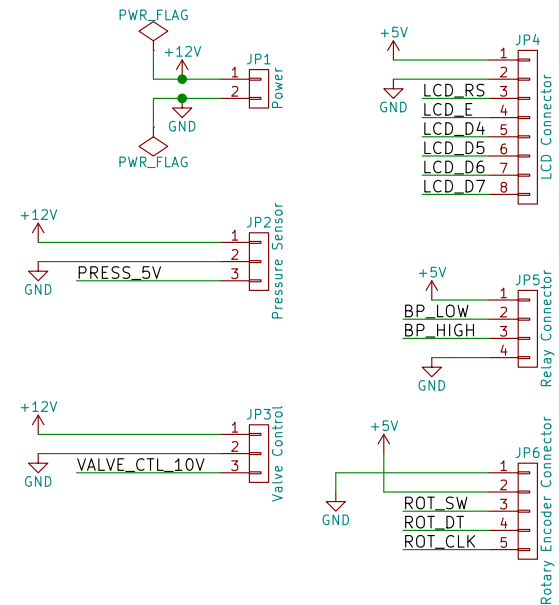 PWR_FLAG
+12V
JP1
1
2
Power
GND
PWR_FLAG
+12V
JP2
1
2
3
PRESS_5V
GND
Pressure Sensor
+12V
JP3
1
2
3
VALVE_CTL_10V
GND
Valve Control
+5V
JP4
1
2
GND
LCD_RS 3
LCD_E 4
LCD_D4 5
LCD_D5 6
LCD_D6 7
LCD_D7 8
LCD Connector
+5V
JP5
1
BP_LOW 2
BP_HIGH 3
4
GND
Relay Connector
+5V
JP6
1
2
ROT_SW 3
ROT_DT 4
ROT_CLK 5
GND
Rotary Encoder Connector